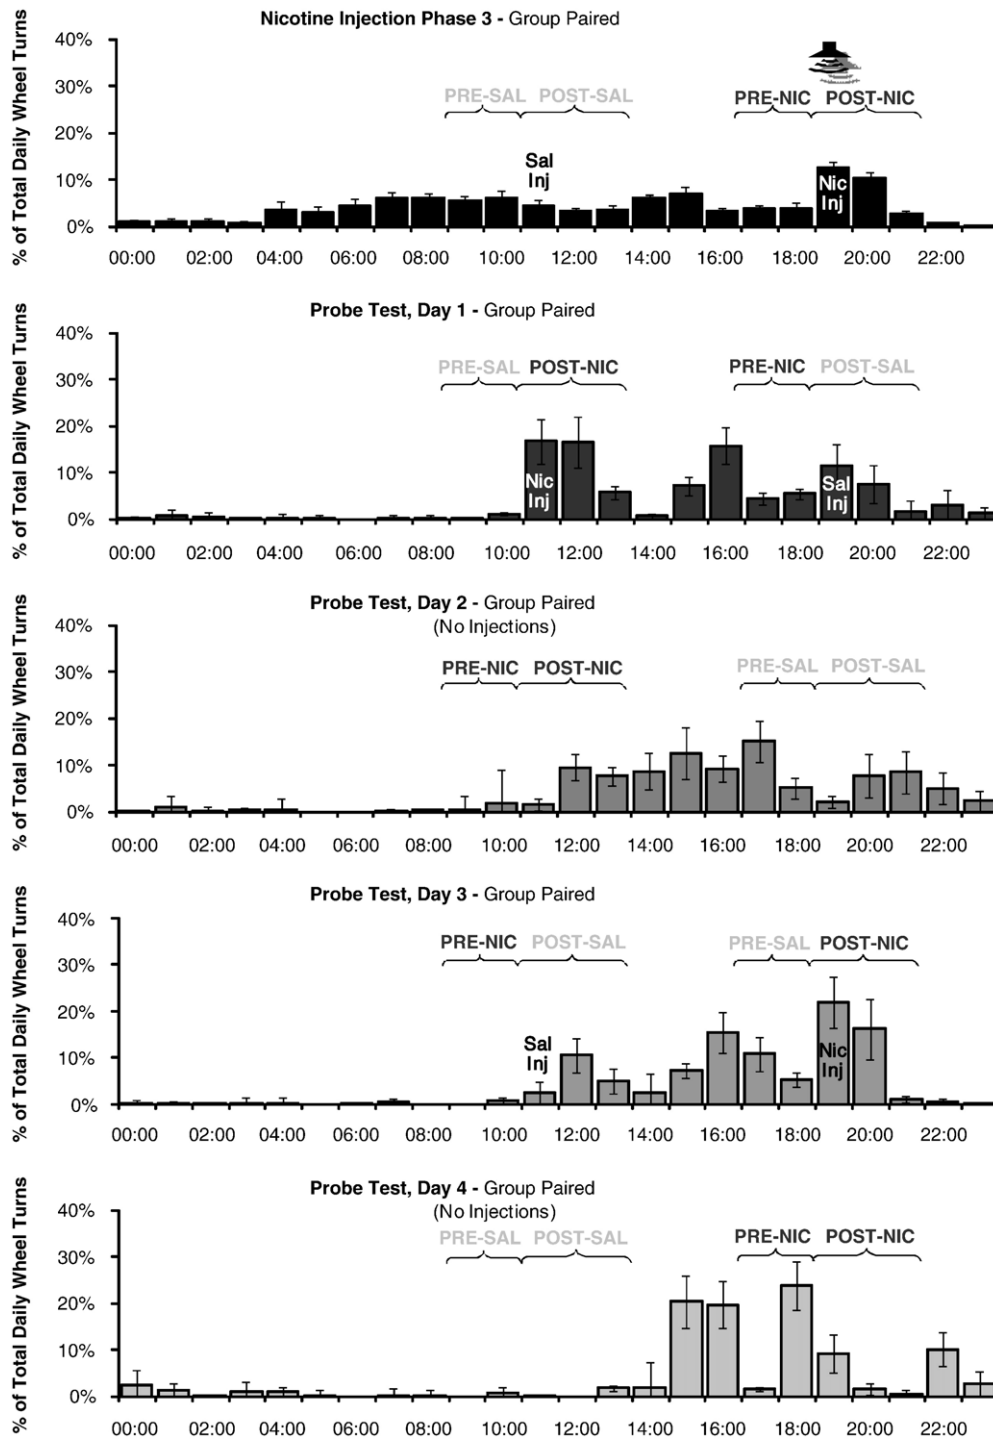 Nicotine Injection Phase 3 - Group Paired
% of Total Daily Wheel Turns
40%
30%
20%
10%
0%
PRE-SAL POST-SAL PRE-NIC POST-NIC
Sal
Inj
Nic
Inj
00:00 02:00 04:00 06:00 08:00 10:00 12:00 14:00 16:00 18:00 20:00 22:00
Probe Test, Day 1 - Group Paired
% of Total Daily Wheel Turns
40%
30%
20%
10%
0%
PRE-SAL POST-NIC PRE-NIC POST-SAL
Nic
Inj
Sal
Inj
00:00 02:00 04:00 06:00 08:00 10:00 12:00 14:00 16:00 18:00 20:00 22:00
Probe Test, Day 2 - Group Paired
(No Injections)
% of Total Daily Wheel Turns
40%
30%
20%
10%
0%
PRE-NIC POST-NIC PRE-SAL POST-SAL
00:00 02:00 04:00 06:00 08:00 10:00 12:00 14:00 16:00 18:00 20:00 22:00
Probe Test, Day 3 - Group Paired
% of Total Daily Wheel Turns
40%
30%
20%
10%
0%
PRE-NIC POST-SAL PRE-SAL POST-NIC
Sal
Inj
Nic
Inj
00:00 02:00 04:00 06:00 08:00 10:00 12:00 14:00 16:00 18:00 20:00 22:00
Probe Test, Day 4 - Group Paired
(No Injections)
% of Total Daily Wheel Turns
40%
30%
20%
10%
0%
PRE-SAL POST-SAL PRE-NIC POST-NIC
00:00 02:00 04:00 06:00 08:00 10:00 12:00 14:00 16:00 18:00 20:00 22:00